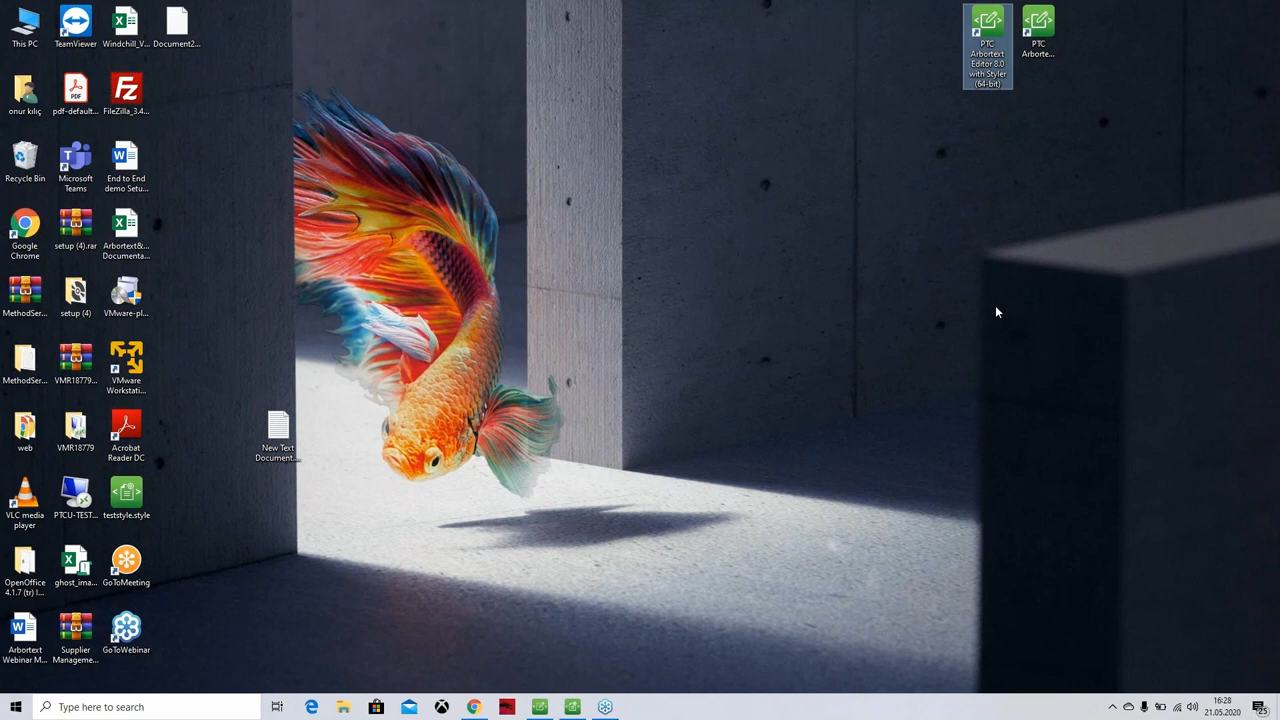 This PC
TeamViewer
Windchill_V...
Document2...
onur kılıç
pdf-default...
FileZilla_3.4...
Recycle Bin
Microsoft
Teams
End to End
demo Setu...
Google
Chrome
setup (4).rar
Arbortext&...
Documenta...
MethodSer...
setup (4)
VMware-pl...
MethodSer...
VMR18779...
VMware
Workstati...
web
VMR18779
Acrobat
Reader DC
New Text
Document....
VLC media
player
PTCU-TEST...
teststyle.style
OpenOffice
4.1.7 (tr) I...
ghost_ima...
GoToMeeting
Arbortext
Webinar M...
Supplier
Manageme...
GoToWebinar
PTC
Arbortext
Editor 8.0
with Styler
(64-bit)
PTC
Arborte...
PDF
Type here to search
16:28
21.05.2020